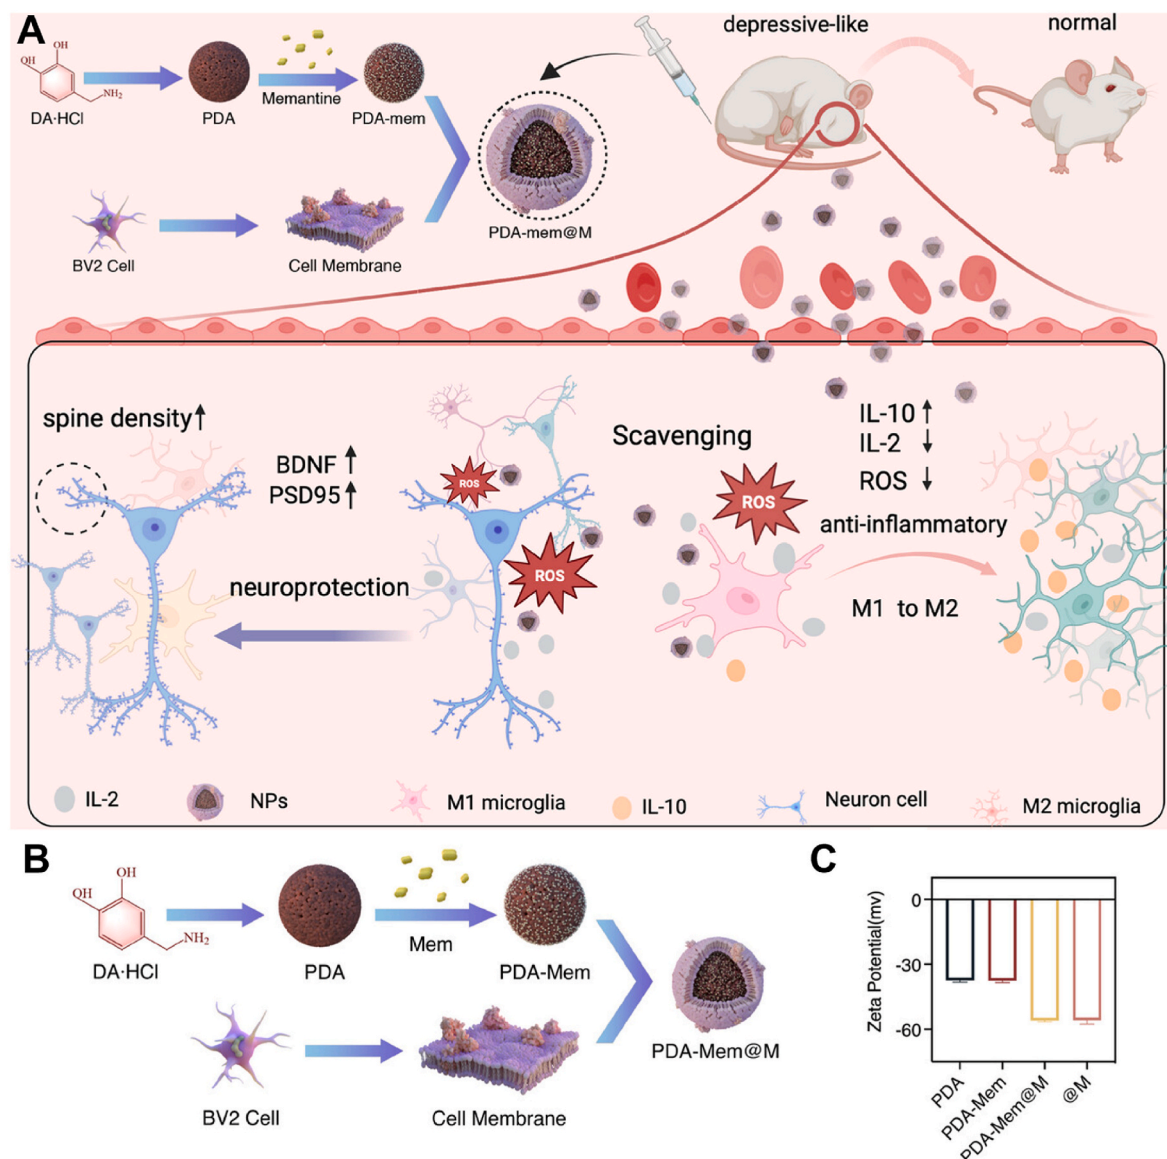 A
OH
OH
NH2
DA·HCl
PDA
Memantine
PDA-mem
BV2 Cell
Cell Membrane
PDA-mem@M
depressive-like
normal
spine density↑
BDNF ↑
PSD95↑
neuroprotection
ROS
ROS
Scavenging
ROS
IL-10 ↑
IL-2 ↓
ROS ↓
anti-inflammatory
M1 to M2
IL-2
NPs
M1 microglia
IL-10
Neuron cell
M2 microglia
B
OH
OH
NH2
DA·HCl
PDA
Mem
PDA-Mem
BV2 Cell
Cell Membrane
PDA-Mem@M
C
Zeta Potential(mv)
0
-30
-60
PDA
PDA-Mem
PDA-Mem@M
@M